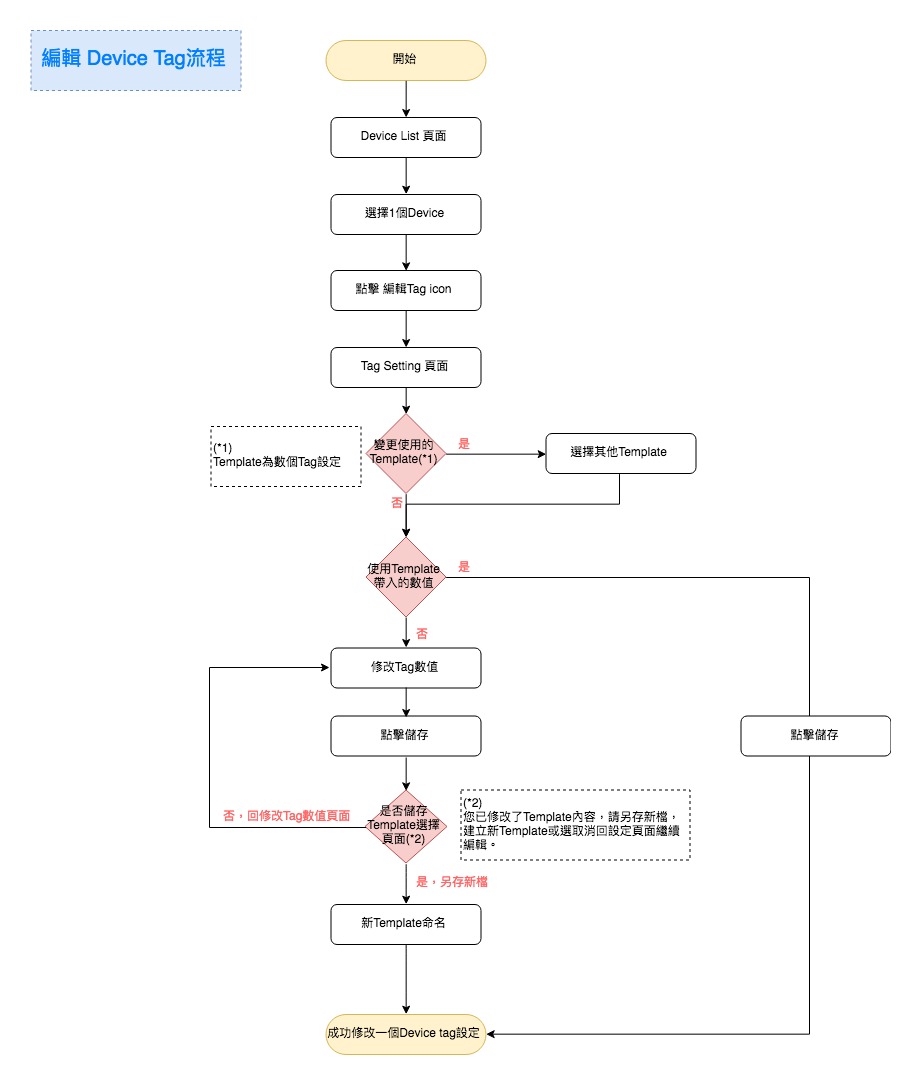 編輯 Device Tag流程
開始
Device List 頁面
選擇1個Device
點擊 編輯Tag icon
Tag Setting 頁面
(*1)
Template為數個Tag設定
變更使用的
Template(*1)
是
選擇其他Template
否
使用Template
帶入的數值
是
否
修改Tag數值
點擊儲存
點擊儲存
否，回修改Tag數值頁面
是否儲存
Template選擇
頁面(*2)
(*2)
您已修改了Template內容，請另存新檔，
建立新Template或選取消回設定頁面繼續
編輯。
是，另存新檔
新Template命名
成功修改一個Device tag設定